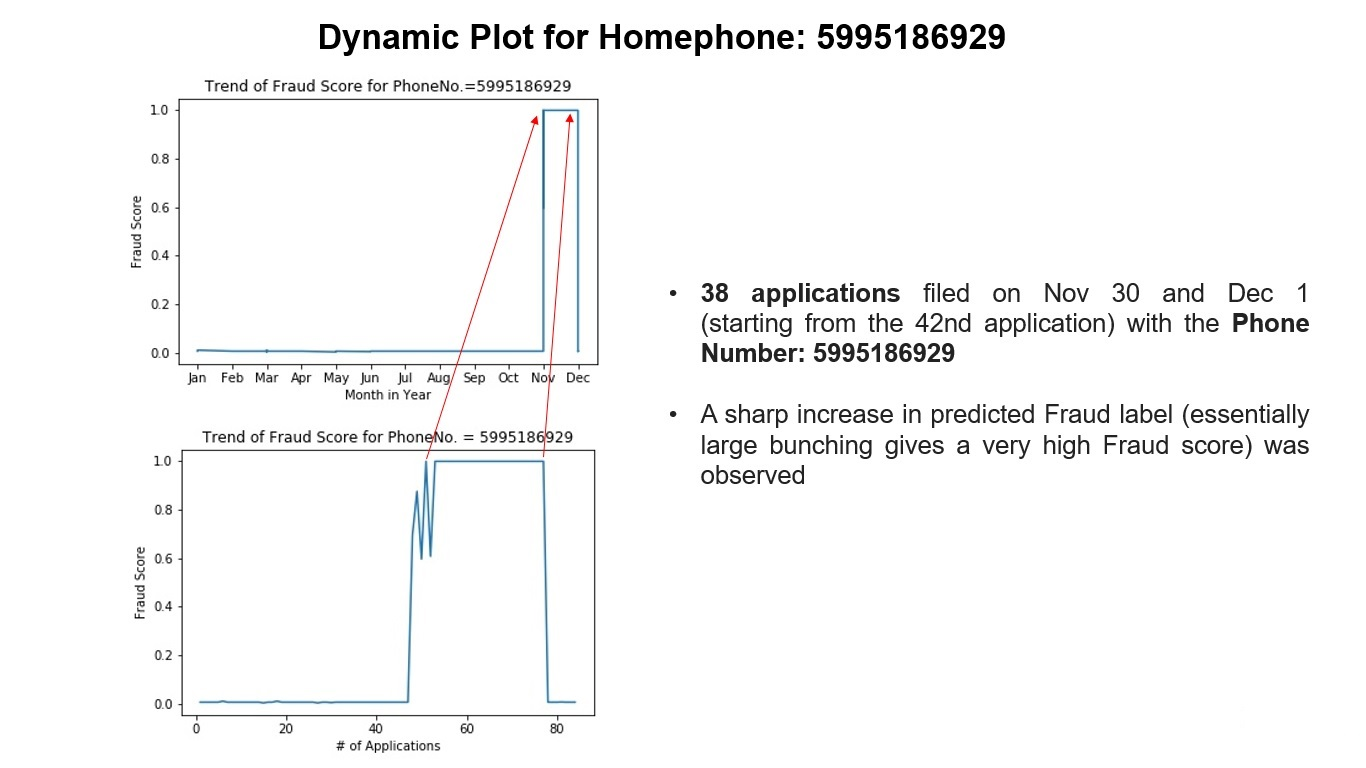 Dynamic Plot for Homephone: 5995186929
Trend of Fraud Score for PhoneNo.=5995186929
1.0
0.8
0.6
0.4
0.2
0.0
Fraud Score
Jan Feb Mar Apr May Jun Jul Aug Sep Oct Nov Dec
Month in Year
Trend of Fraud Score for PhoneNo. = 5995186929
1.0
0.8
0.6
0.4
0.2
0.0
Fraud Score
0 20 40 60 80
# of Applications
• 38 applications filed on Nov 30 and Dec 1
(starting from the 42nd application) with the Phone
Number: 5995186929
• A sharp increase in predicted Fraud label (essentially
large bunching gives a very high Fraud score) was
observed